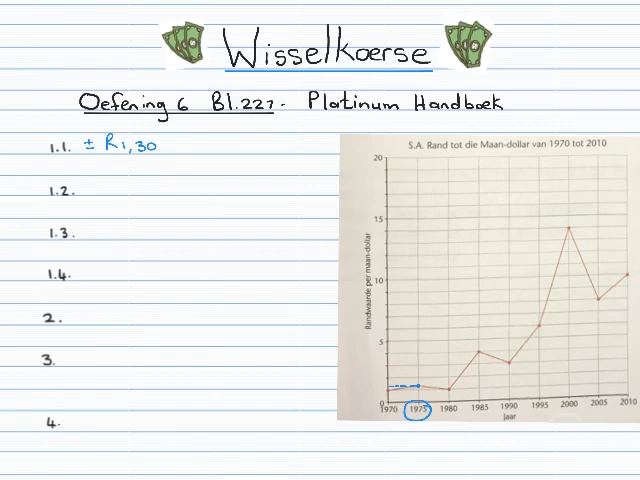 Wisselkoerse
Oefening 6 Bl.221. Platinum Handboek
1.1. ± R1,30
1.2.
1.3.
1.4.
2.
3.
4.
S.A. Rand tot die Maan-dollar van 1970 tot 2010
Randwaarde per maan-dollar
20
15
10
5
0
1970 1975 1980 1985 1990 1995 2000 2005 2010
Jaar